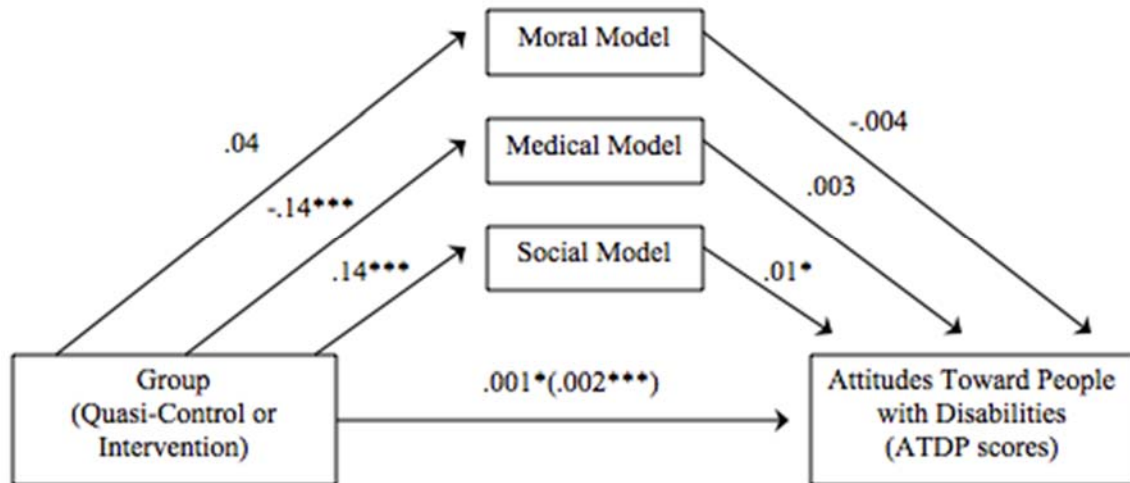 Moral Model
.04
-.004
Medical Model
-.14***
.003
Social Model
.14***
.01*
Group
(Quasi-Control or
Intervention)
.001*(.002***)
Attitudes Toward People
with Disabilities
(ATDP scores)